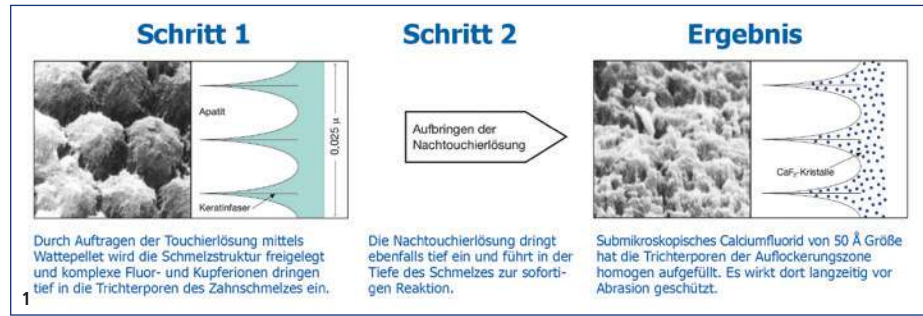 Schritt 1
Schritt 2
Ergebnis
Apatit
Keratinfaser
0,025 µ
Aufbringen der
Nachtouchierlösung
CaF₂-Kristalle
Durch Auftragen der Touchierlösung mittels
Wattepellet wird die Schmelzstruktur freigelegt
und komplexe Fluor- und Kupferionen dringen
tief in die Trichterporen des Zahnschmelzes ein.
Die Nachtouchierlösung dringt
ebenfalls tief ein und führt in der
Tiefe des Schmelzes zur soforti-
gen Reaktion.
Submikroskopisches Calciumfluorid von 50 Å Größe
hat die Trichterporen der Auflockerungszone
homogen aufgefüllt. Es wirkt dort langzeitig vor
Abrasion geschützt.
1